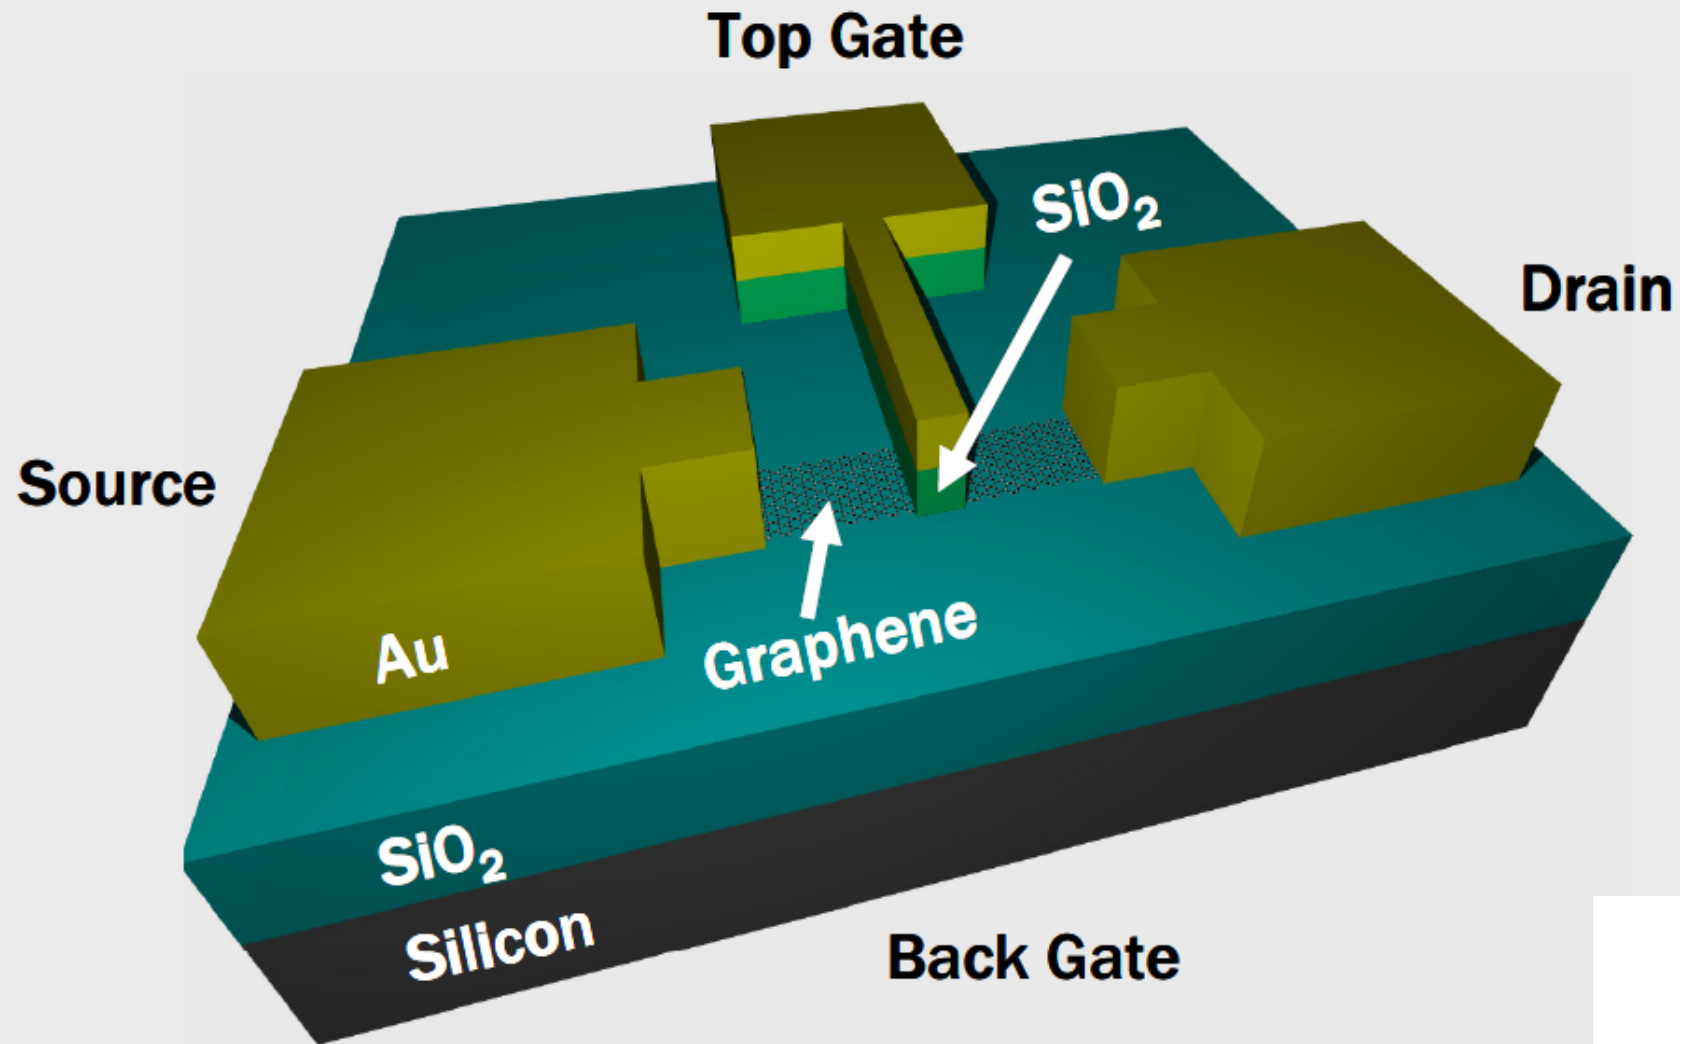 Top Gate
SiO₂
Drain
Source
Graphene
Au
SiO₂
Silicon
Back Gate